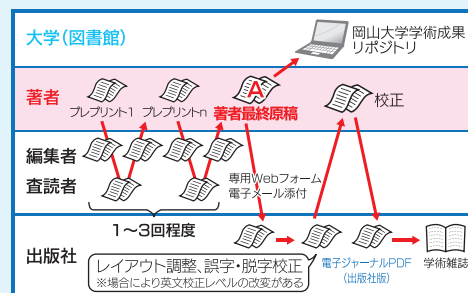 大学(図書館)
岡山大学学術成果
リポジトリ
著者
A
プレプリント1
プレプリントn
著者最終原稿
校正
編集者
査読者
専用Webフォーム
電子メール添付
1〜3回程度
出版社
電子ジャーナルPDF
(出版社版)
学術雑誌
レイアウト調整、誤字・脱字校正
※場合により英文校正レベルの改変がある